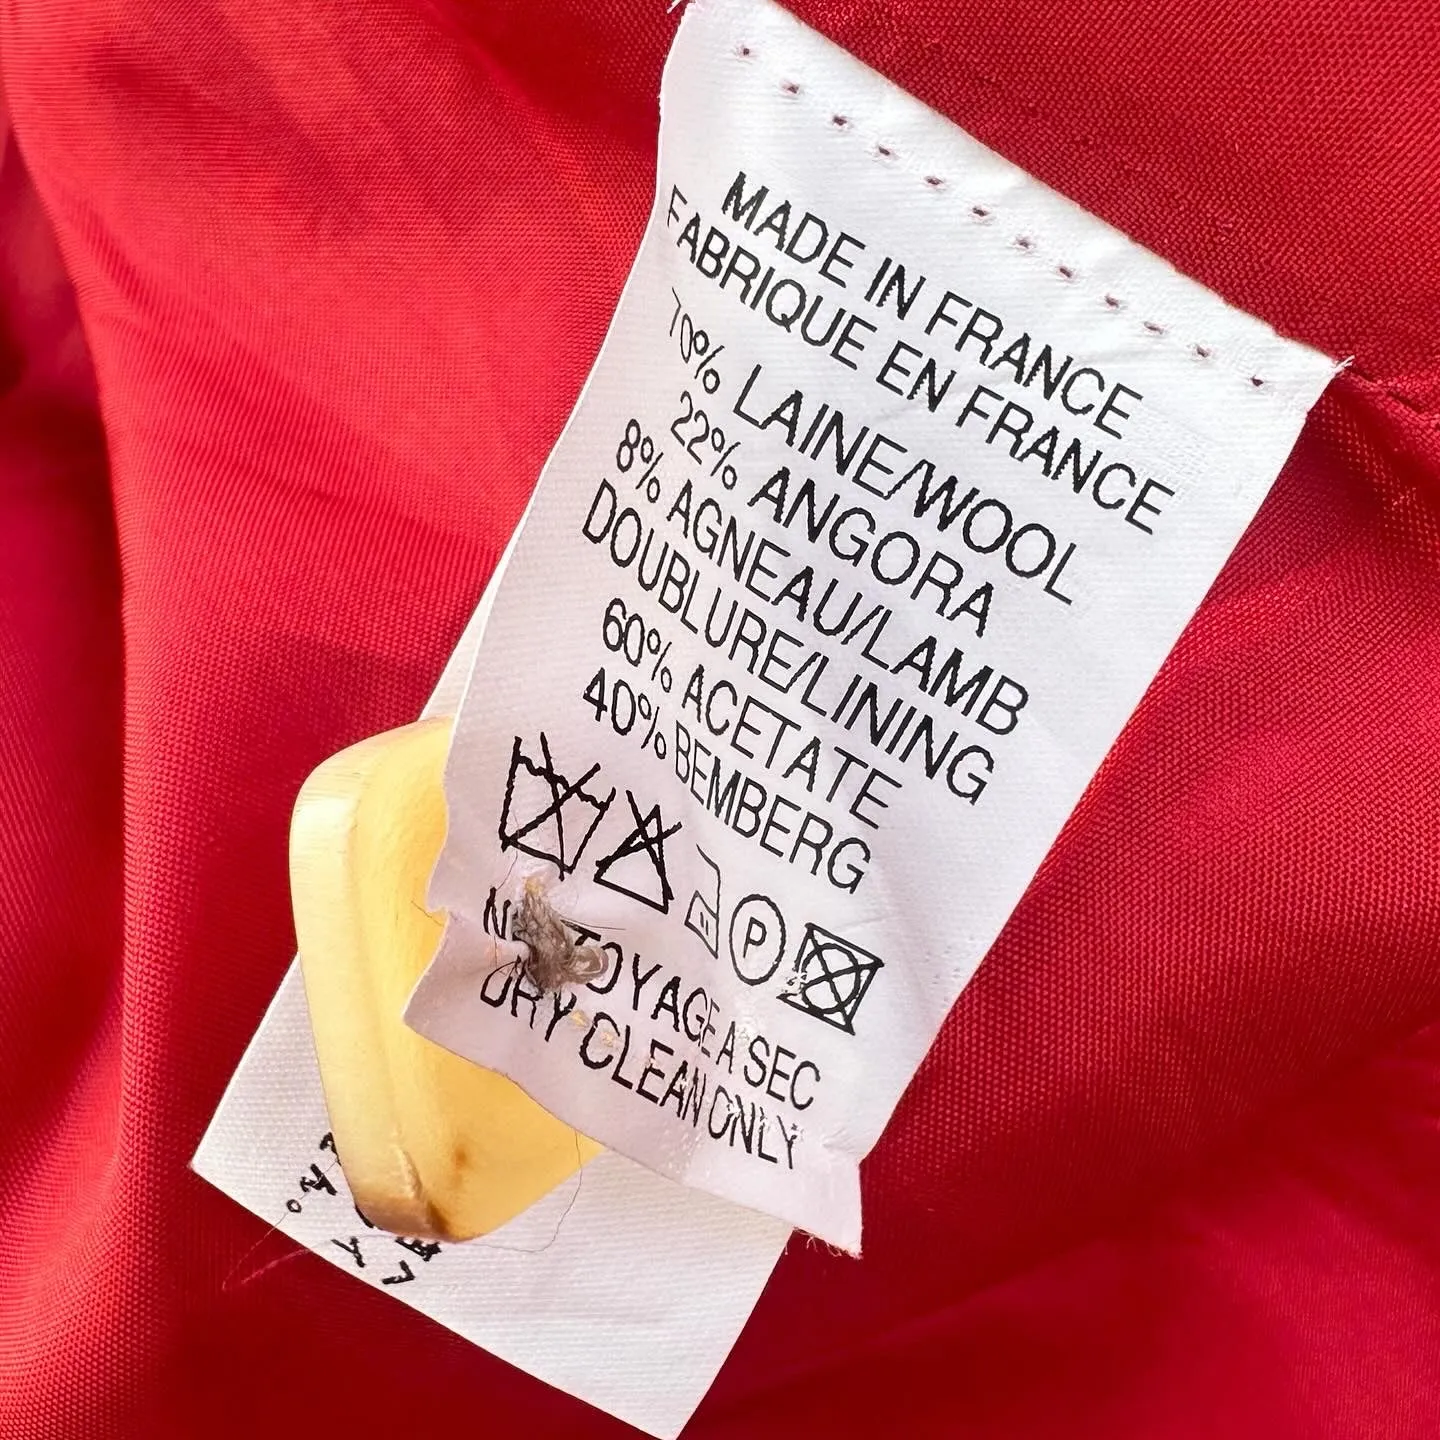 MADE IN FRANCE
FABRIQUE EN FRANCE
70% LAINE/WOOL
22% ANGORA
8% AGNEAU/LAMB
DOUBLURE/LINING
60% ACETATE
40% BEMBERG
P
A SEC
DRY CLEAN ONLY